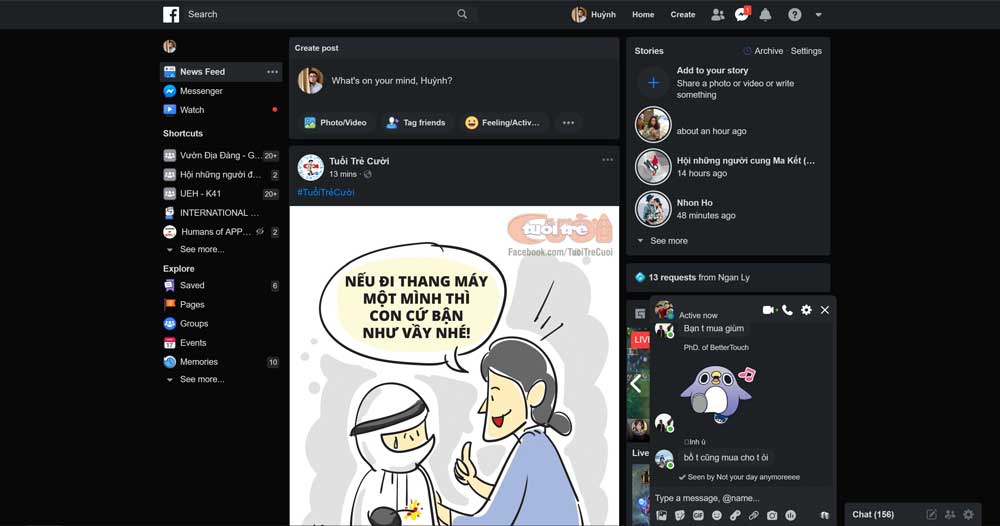 Search
Huỳnh
Home
Create
1
News Feed
Messenger
Watch
Shortcuts
Vườn Địa Đàng - G... 20+
Hội những người đ... 2
UEH - K41 20+
INTERNATIONAL ...
Humans of APP... 2
See more...
Explore
Saved 6
Pages
Groups
Events
17
Memories 10
See more...
Create post
What's on your mind, Huỳnh?
Photo/Video
Tag friends
Feeling/Activ...
Tuổi Trẻ Cười
13 mins ·
#TuổiTrẻCười
CƯỜI
tuổi trẻ
Facebook.com/TuoiTreCuoi
NẾU ĐI THANG MÁY
MỘT MÌNH THÌ
CON CỨ BẬN
NHƯ VẦY NHÉ!
Stories
Archive · Settings
Add to your story
Share a photo or video or write
something
about an hour ago
Hội những người cung Ma Kết (...
14 hours ago
Nhon Ho
48 minutes ago
See more
13 requests from Ngan Ly
LIVE
Live
Active now
Bạn t mua giùm
PhD. of BetterTouch
Inh ù
bồ t cũng mua cho t òi
Seen by Not your day anymoreeee
Type a message, @name...
GIF
Chat (156)